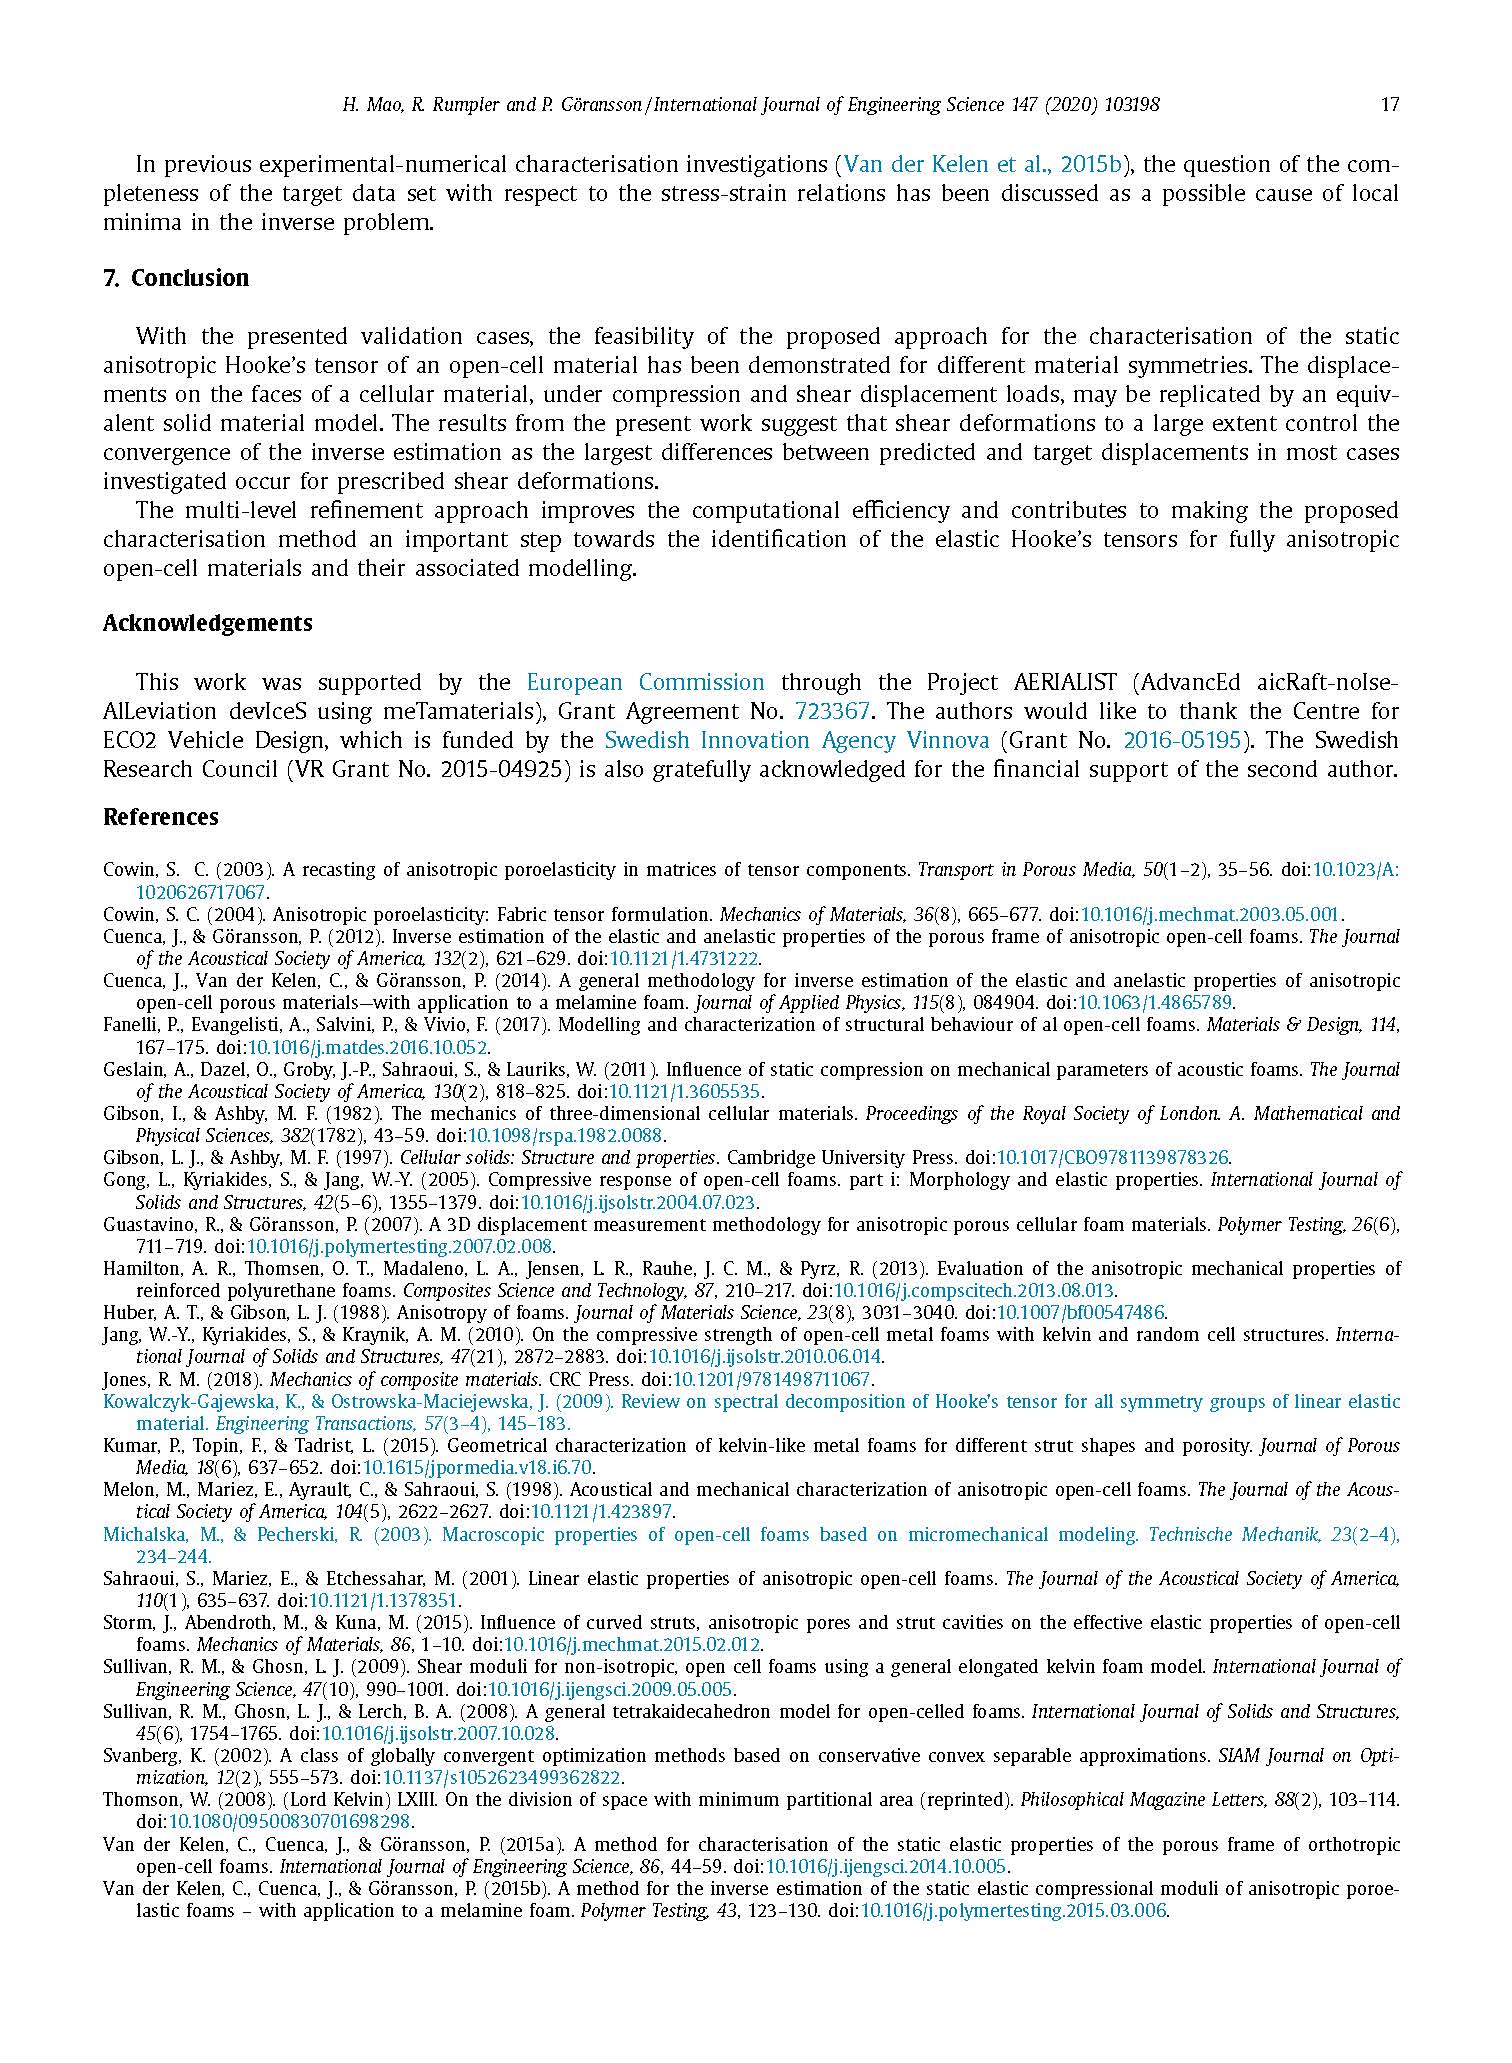 H. Mao, R. Rumpler and P. Göransson / International Journal of Engineering Science 147 (2020) 103198 17
In previous experimental-numerical characterisation investigations (Van der Kelen et al., 2015b), the question of the com-
pleteness of the target data set with respect to the stress-strain relations has been discussed as a possible cause of local
minima in the inverse problem.
7. Conclusion
With the presented validation cases, the feasibility of the proposed approach for the characterisation of the static
anisotropic Hooke's tensor of an open-cell material has been demonstrated for different material symmetries. The displace-
ments on the faces of a cellular material, under compression and shear displacement loads, may be replicated by an equiv-
alent solid material model. The results from the present work suggest that shear deformations to a large extent control the
convergence of the inverse estimation as the largest differences between predicted and target displacements in most cases
investigated occur for prescribed shear deformations.
The multi-level refinement approach improves the computational efficiency and contributes to making the proposed
characterisation method an important step towards the identification of the elastic Hooke's tensors for fully anisotropic
open-cell materials and their associated modelling.
Acknowledgements
This work was supported by the European Commission through the Project AERIALIST (AdvancEd aicRaft-noIse-
AlLeviation devIceS using meTamaterials), Grant Agreement No. 723367. The authors would like to thank the Centre for
ECO2 Vehicle Design, which is funded by the Swedish Innovation Agency Vinnova (Grant No. 2016-05195). The Swedish
Research Council (VR Grant No. 2015-04925) is also gratefully acknowledged for the financial support of the second author.
References
Cowin, S. C. (2003). A recasting of anisotropic poroelasticity in matrices of tensor components. Transport in Porous Media, 50(1–2), 35–56. doi:10.1023/A:
1020626717067.
Cowin, S. C. (2004). Anisotropic poroelasticity: Fabric tensor formulation. Mechanics of Materials, 36(8), 665–677. doi:10.1016/j.mechmat.2003.05.001.
Cuenca, J., & Göransson, P. (2012). Inverse estimation of the elastic and anelastic properties of the porous frame of anisotropic open-cell foams. The Journal
of the Acoustical Society of America, 132(2), 621–629. doi:10.1121/1.4731222.
Cuenca, J., Van der Kelen, C., & Göransson, P. (2014). A general methodology for inverse estimation of the elastic and anelastic properties of anisotropic
open-cell porous materials—with application to a melamine foam. Journal of Applied Physics, 115(8), 084904. doi:10.1063/1.4865789.
Fanelli, P., Evangelisti, A., Salvini, P., & Vivio, F. (2017). Modelling and characterization of structural behaviour of al open-cell foams. Materials & Design, 114,
167–175. doi:10.1016/j.matdes.2016.10.052.
Geslain, A., Dazel, O., Groby, J.-P., Sahraoui, S., & Lauriks, W. (2011). Influence of static compression on mechanical parameters of acoustic foams. The Journal
of the Acoustical Society of America, 130(2), 818–825. doi:10.1121/1.3605535.
Gibson, I., & Ashby, M. F. (1982). The mechanics of three-dimensional cellular materials. Proceedings of the Royal Society of London. A. Mathematical and
Physical Sciences, 382(1782), 43–59. doi:10.1098/rspa.1982.0088.
Gibson, L. J., & Ashby, M. F. (1997). Cellular solids: Structure and properties. Cambridge University Press. doi:10.1017/CBO9781139878326.
Gong, L., Kyriakides, S., & Jang, W.-Y. (2005). Compressive response of open-cell foams. part i: Morphology and elastic properties. International Journal of
Solids and Structures, 42(5–6), 1355–1379. doi:10.1016/j.ijsolstr.2004.07.023.
Guastavino, R., & Göransson, P. (2007). A 3D displacement measurement methodology for anisotropic porous cellular foam materials. Polymer Testing, 26(6),
711–719. doi:10.1016/j.polymertesting.2007.02.008.
Hamilton, A. R., Thomsen, O. T., Madaleno, L. A., Jensen, L. R., Rauhe, J. C. M., & Pyrz, R. (2013). Evaluation of the anisotropic mechanical properties of
reinforced polyurethane foams. Composites Science and Technology, 87, 210–217. doi:10.1016/j.compscitech.2013.08.013.
Huber, A. T., & Gibson, L. J. (1988). Anisotropy of foams. Journal of Materials Science, 23(8), 3031–3040. doi:10.1007/bf00547486.
Jang, W.-Y., Kyriakides, S., & Kraynik, A. M. (2010). On the compressive strength of open-cell metal foams with kelvin and random cell structures. Interna-
tional Journal of Solids and Structures, 47(21), 2872–2883. doi:10.1016/j.ijsolstr.2010.06.014.
Jones, R. M. (2018). Mechanics of composite materials. CRC Press. doi:10.1201/9781498711067.
Kowalczyk-Gajewska, K., & Ostrowska-Maciejewska, J. (2009). Review on spectral decomposition of Hooke's tensor for all symmetry groups of linear elastic
material. Engineering Transactions, 57(3–4), 145–183.
Kumar, P., Topin, F., & Tadrist, L. (2015). Geometrical characterization of kelvin-like metal foams for different strut shapes and porosity. Journal of Porous
Media, 18(6), 637–652. doi:10.1615/jpormedia.v18.i6.70.
Melon, M., Mariez, E., Ayrault, C., & Sahraoui, S. (1998). Acoustical and mechanical characterization of anisotropic open-cell foams. The Journal of the Acous-
tical Society of America, 104(5), 2622–2627. doi:10.1121/1.423897.
Michalska, M., & Pecherski, R. (2003). Macroscopic properties of open-cell foams based on micromechanical modeling. Technische Mechanik, 23(2–4),
234–244.
Sahraoui, S., Mariez, E., & Etchessahar, M. (2001). Linear elastic properties of anisotropic open-cell foams. The Journal of the Acoustical Society of America,
110(1), 635–637. doi:10.1121/1.1378351.
Storm, J., Abendroth, M., & Kuna, M. (2015). Influence of curved struts, anisotropic pores and strut cavities on the effective elastic properties of open-cell
foams. Mechanics of Materials, 86, 1–10. doi:10.1016/j.mechmat.2015.02.012.
Sullivan, R. M., & Ghosn, L. J. (2009). Shear moduli for non-isotropic, open cell foams using a general elongated kelvin foam model. International Journal of
Engineering Science, 47(10), 990–1001. doi:10.1016/j.ijengsci.2009.05.005.
Sullivan, R. M., Ghosn, L. J., & Lerch, B. A. (2008). A general tetrakaidecahedron model for open-celled foams. International Journal of Solids and Structures,
45(6), 1754–1765. doi:10.1016/j.ijsolstr.2007.10.028.
Svanberg, K. (2002). A class of globally convergent optimization methods based on conservative convex separable approximations. SIAM Journal on Opti-
mization, 12(2), 555–573. doi:10.1137/s1052623499362822.
Thomson, W. (2008). (Lord Kelvin) LXIII. On the division of space with minimum partitional area (reprinted). Philosophical Magazine Letters, 88(2), 103–114.
doi:10.1080/09500830701698298.
Van der Kelen, C., Cuenca, J., & Göransson, P. (2015a). A method for characterisation of the static elastic properties of the porous frame of orthotropic
open-cell foams. International Journal of Engineering Science, 86, 44–59. doi:10.1016/j.ijengsci.2014.10.005.
Van der Kelen, C., Cuenca, J., & Göransson, P. (2015b). A method for the inverse estimation of the static elastic compressional moduli of anisotropic poroe-
lastic foams – with application to a melamine foam. Polymer Testing, 43, 123–130. doi:10.1016/j.polymertesting.2015.03.006.